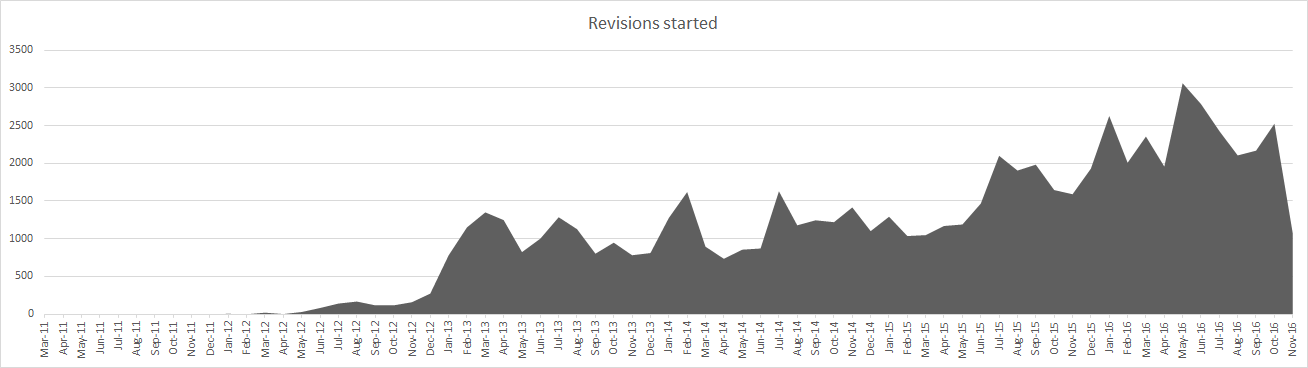 Revisions started
3500
3000
2500
2000
1500
1000
500
0
Mar-11
Apr-11
May-11
Jun-11
Jul-11
Aug-11
Sep-11
Oct-11
Nov-11
Dec-11
Jan-12
Feb-12
Mar-12
Apr-12
May-12
Jun-12
Jul-12
Aug-12
Sep-12
Oct-12
Nov-12
Dec-12
Jan-13
Feb-13
Mar-13
Apr-13
May-13
Jun-13
Jul-13
Aug-13
Sep-13
Oct-13
Nov-13
Dec-13
Jan-14
Feb-14
Mar-14
Apr-14
May-14
Jun-14
Jul-14
Aug-14
Sep-14
Oct-14
Nov-14
Dec-14
Jan-15
Feb-15
Mar-15
Apr-15
May-15
Jun-15
Jul-15
Aug-15
Sep-15
Oct-15
Nov-15
Dec-15
Jan-16
Feb-16
Mar-16
Apr-16
May-16
Jun-16
Jul-16
Aug-16
Sep-16
Oct-16
Nov-16